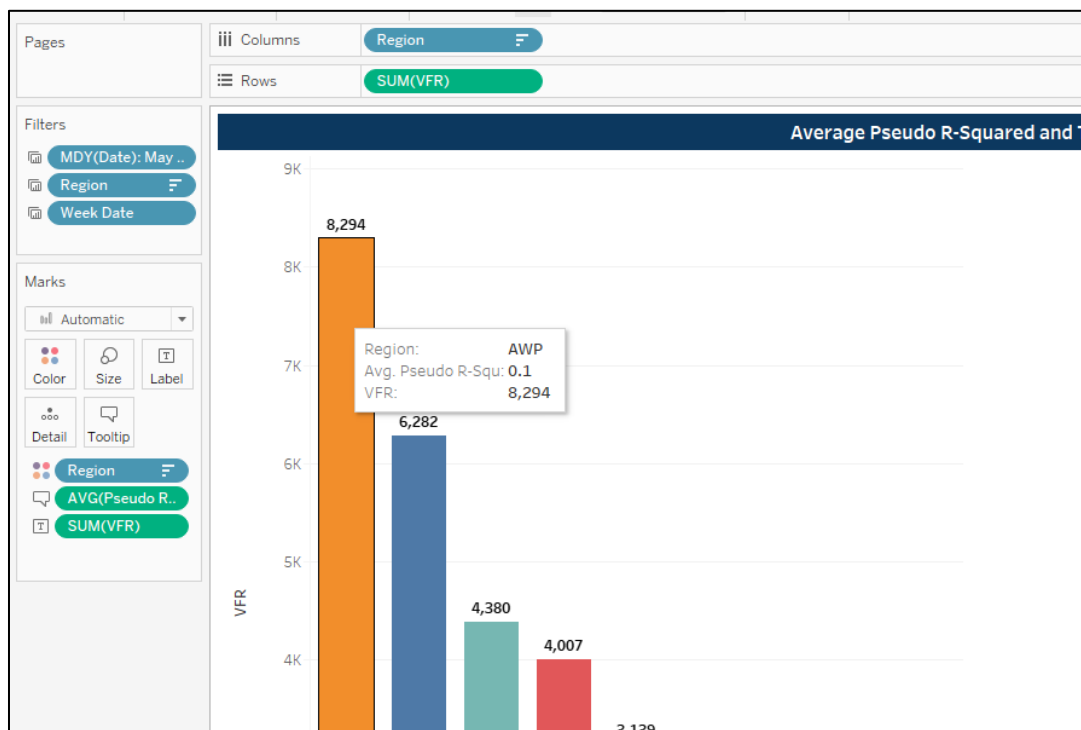 Pages
Columns
Region
Rows
SUM(VFR)
Filters
MDY(Date): May ..
Region
Week Date
Marks
Automatic
Color
Size
T
Label
Detail
Tooltip
Region
AVG(Pseudo R..
T
SUM(VFR)
Average Pseudo R-Squared and T
9K
8K
7K
6K
5K
4K
VFR
8,294
Region: AWP
Avg. Pseudo R-Squ: 0.1
VFR: 8,294
6,282
4,380
4,007
3,139